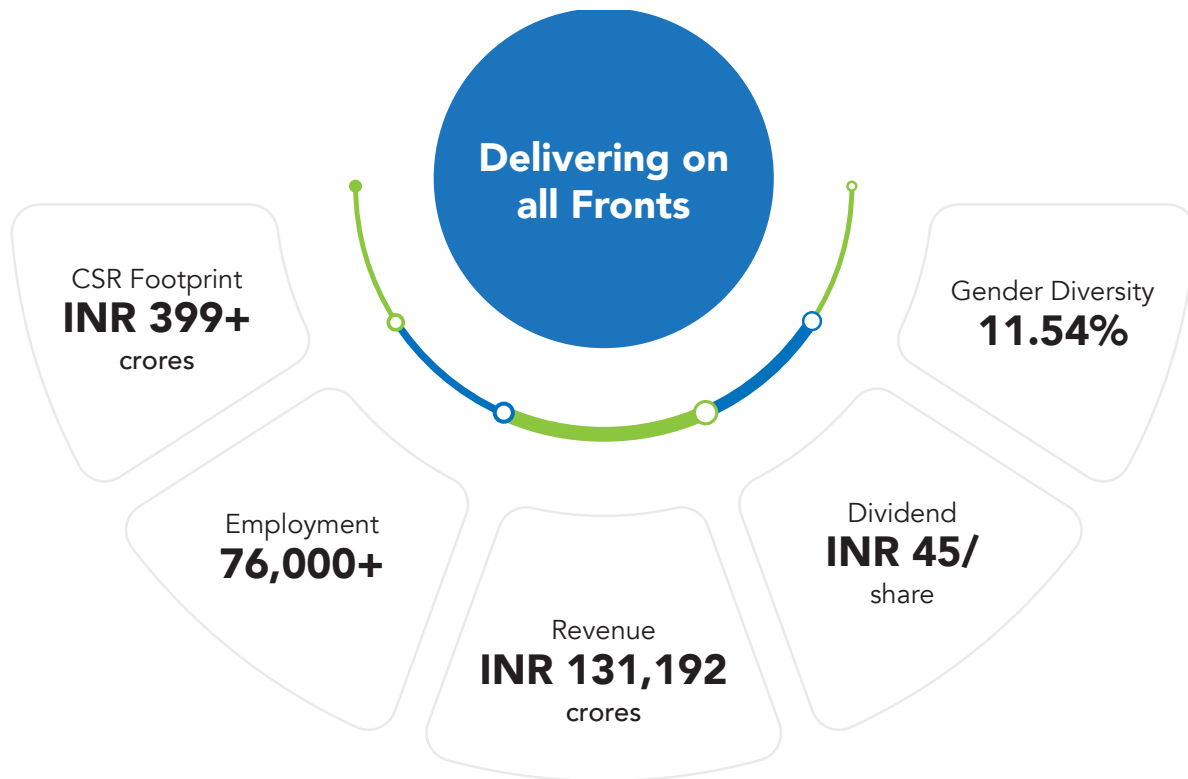 Delivering on
all Fronts
CSR Footprint
INR 399+
crores
Employment
76,000+
Revenue
INR 131,192
crores
Dividend
INR 45/
share
Gender Diversity
11.54%